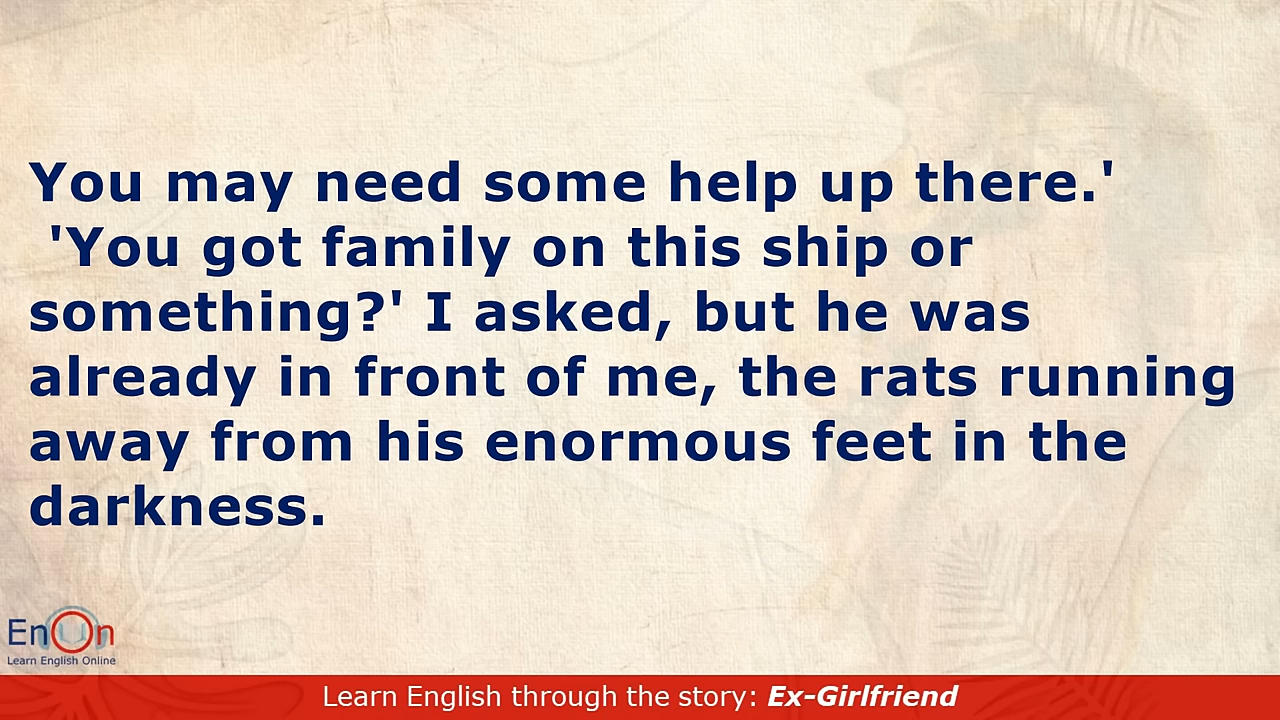 You may need some help up there.'
'You got family on this ship or
something?' I asked, but he was
already in front of me, the rats running
away from his enormous feet in the
darkness.
EnOn
Learn English Online
Learn English through the story: Ex-Girlfriend